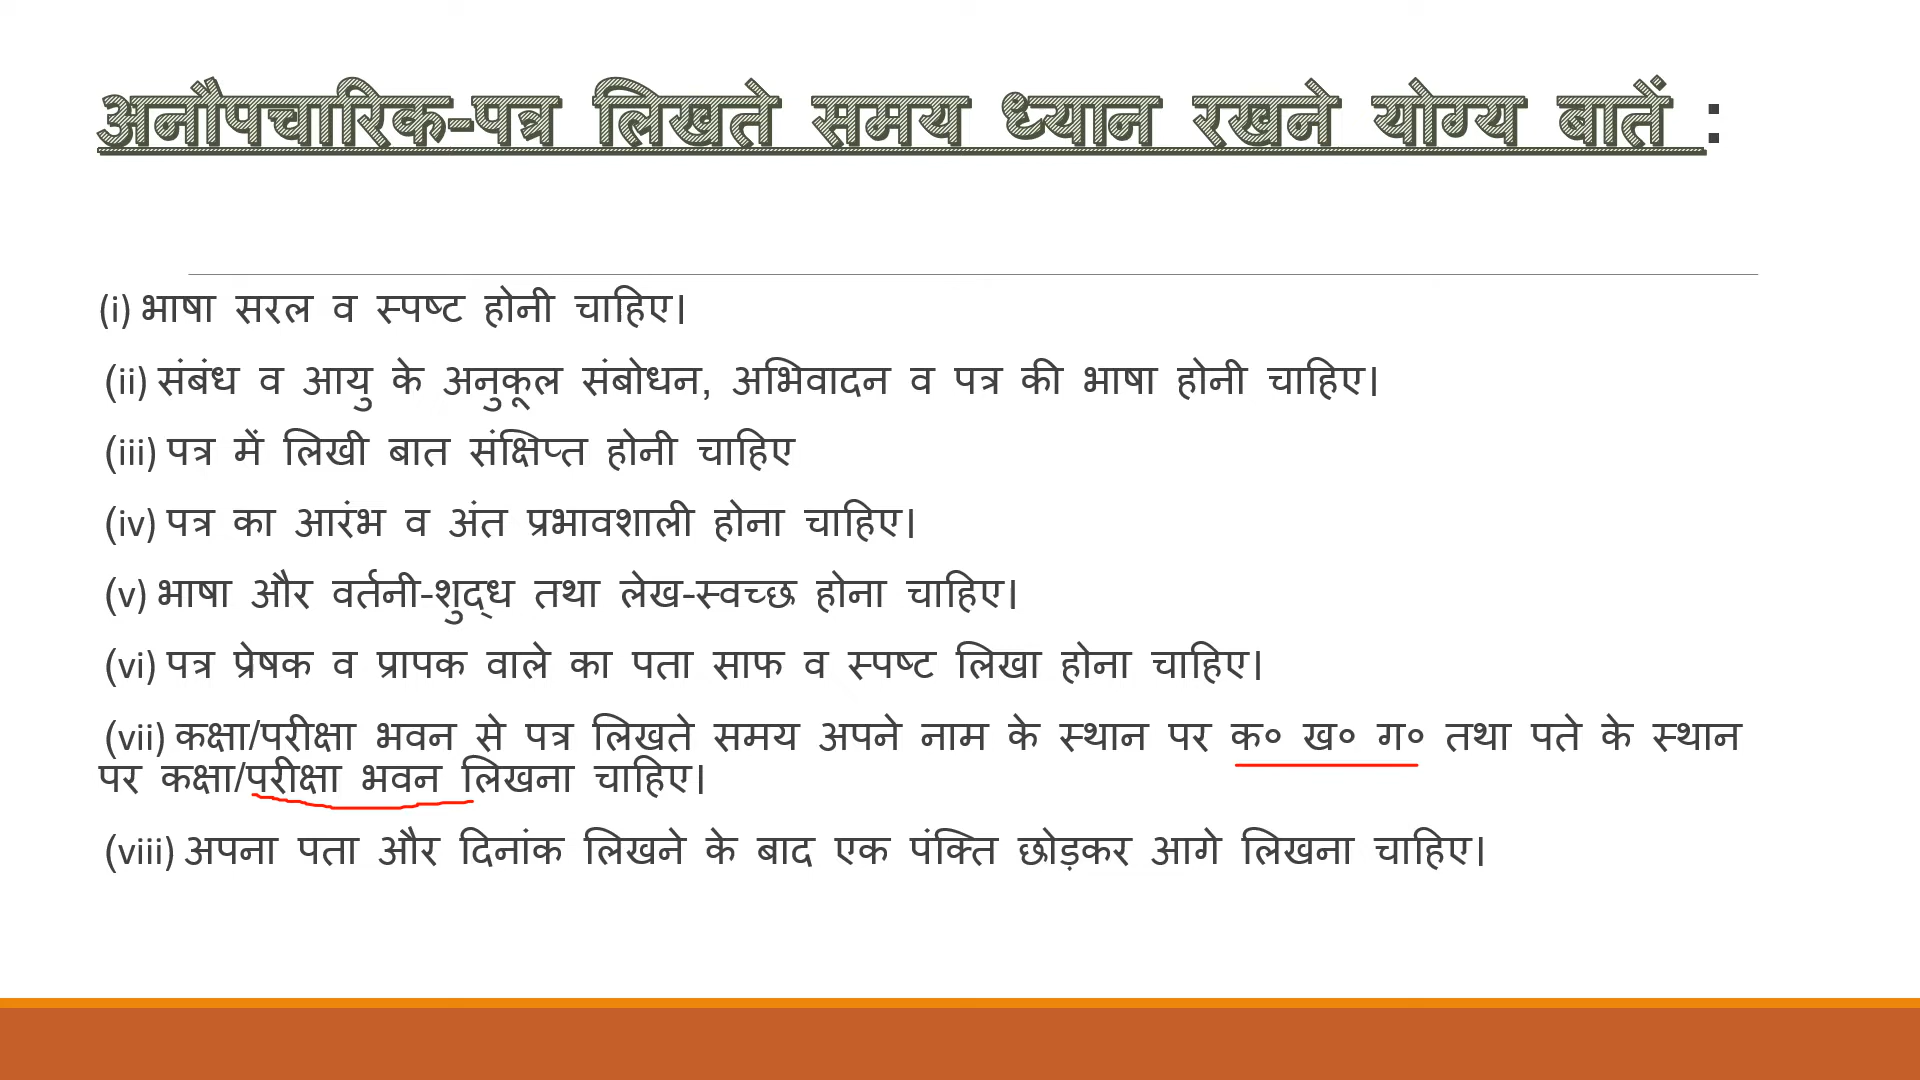 अनौपचारिक-पत्र लिखते समय ध्यान रखने योग्य बातें :
(i) भाषा सरल व स्पष्ट होनी चाहिए।
(ii) संबंध व आयु के अनुकूल संबोधन, अभिवादन व पत्र की भाषा होनी चाहिए।
(iii) पत्र में लिखी बात संक्षिप्त होनी चाहिए
(iv) पत्र का आरंभ व अंत प्रभावशाली होना चाहिए।
(v) भाषा और वर्तनी-शुद्ध तथा लेख-स्वच्छ होना चाहिए।
(vi) पत्र प्रेषक व प्रापक वाले का पता साफ व स्पष्ट लिखा होना चाहिए।
(vii) कक्षा/परीक्षा भवन से पत्र लिखते समय अपने नाम के स्थान पर क० ख० ग० तथा पते के स्थान
पर कक्षा/परीक्षा भवन लिखना चाहिए।
(viii) अपना पता और दिनांक लिखने के बाद एक पंक्ति छोड़कर आगे लिखना चाहिए।